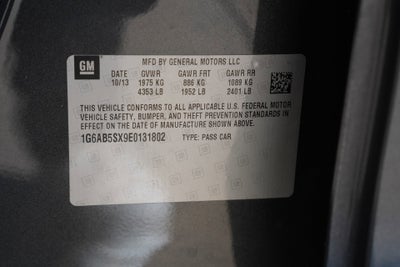 GM
MFD BY GENERAL MOTORS LLC
DATE GVWR GAWR FRT GAWR RR
10/13 1975 KG 886 KG 1089 KG
4353 LB 1952 LB 2401 LB
THIS VEHICLE CONFORMS TO ALL APPLICABLE U.S. FEDERAL MOTOR
VEHICLE SAFETY, BUMPER, AND THEFT PREVENTION STANDARDS IN
EFFECT ON THE DATE OF MANUFACTURE SHOWN ABOVE.
1G6AB5SX9E0131802 TYPE: PASS CAR